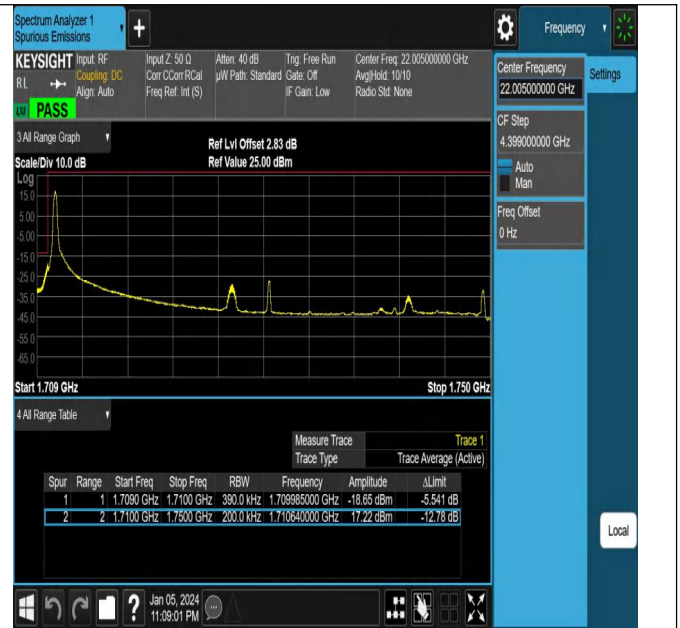 Spectrum Analyzer 1
Spurious Emissions
+
Frequency
KEYSIGHT
RL
PASS
Input: RF
Coupling: DC
Align: Auto
Input Z: 50 Ω
Corr CCorr RCal
Freq Ref: Int (S)
Atten: 40 dB
µW Path: Standard
Trig: Free Run
Gate: Off
IF Gain: Low
Center Freq: 22.005000000 GHz
Avg|Hold: 10/10
Radio Std: None
Center Frequency
22.005000000 GHz
Settings
CF Step
4.399000000 GHz
Auto
Man
Freq Offset
0 Hz
3 All Range Graph
Scale/Div 10.0 dB
Ref Lvl Offset 2.83 dB
Ref Value 25.00 dBm
Log
15.0
5.00
-5.00
-15.0
-25.0
-35.0
-45.0
-55.0
-65.0
Start 1.709 GHz
Stop 1.750 GHz
4 All Range Table
Measure Trace Trace 1
Trace Type Trace Average (Active)
Spur Range Start Freq Stop Freq RBW Frequency Amplitude ΔLimit
1 1 1.7090 GHz 1.7100 GHz 390.0 kHz 1.709985000 GHz -18.65 dBm -5.541 dB
2 2 1.7100 GHz 1.7500 GHz 200.0 kHz 1.710640000 GHz 17.22 dBm -12.78 dB
Local
?
Jan 05, 2024
11:09:01 PM